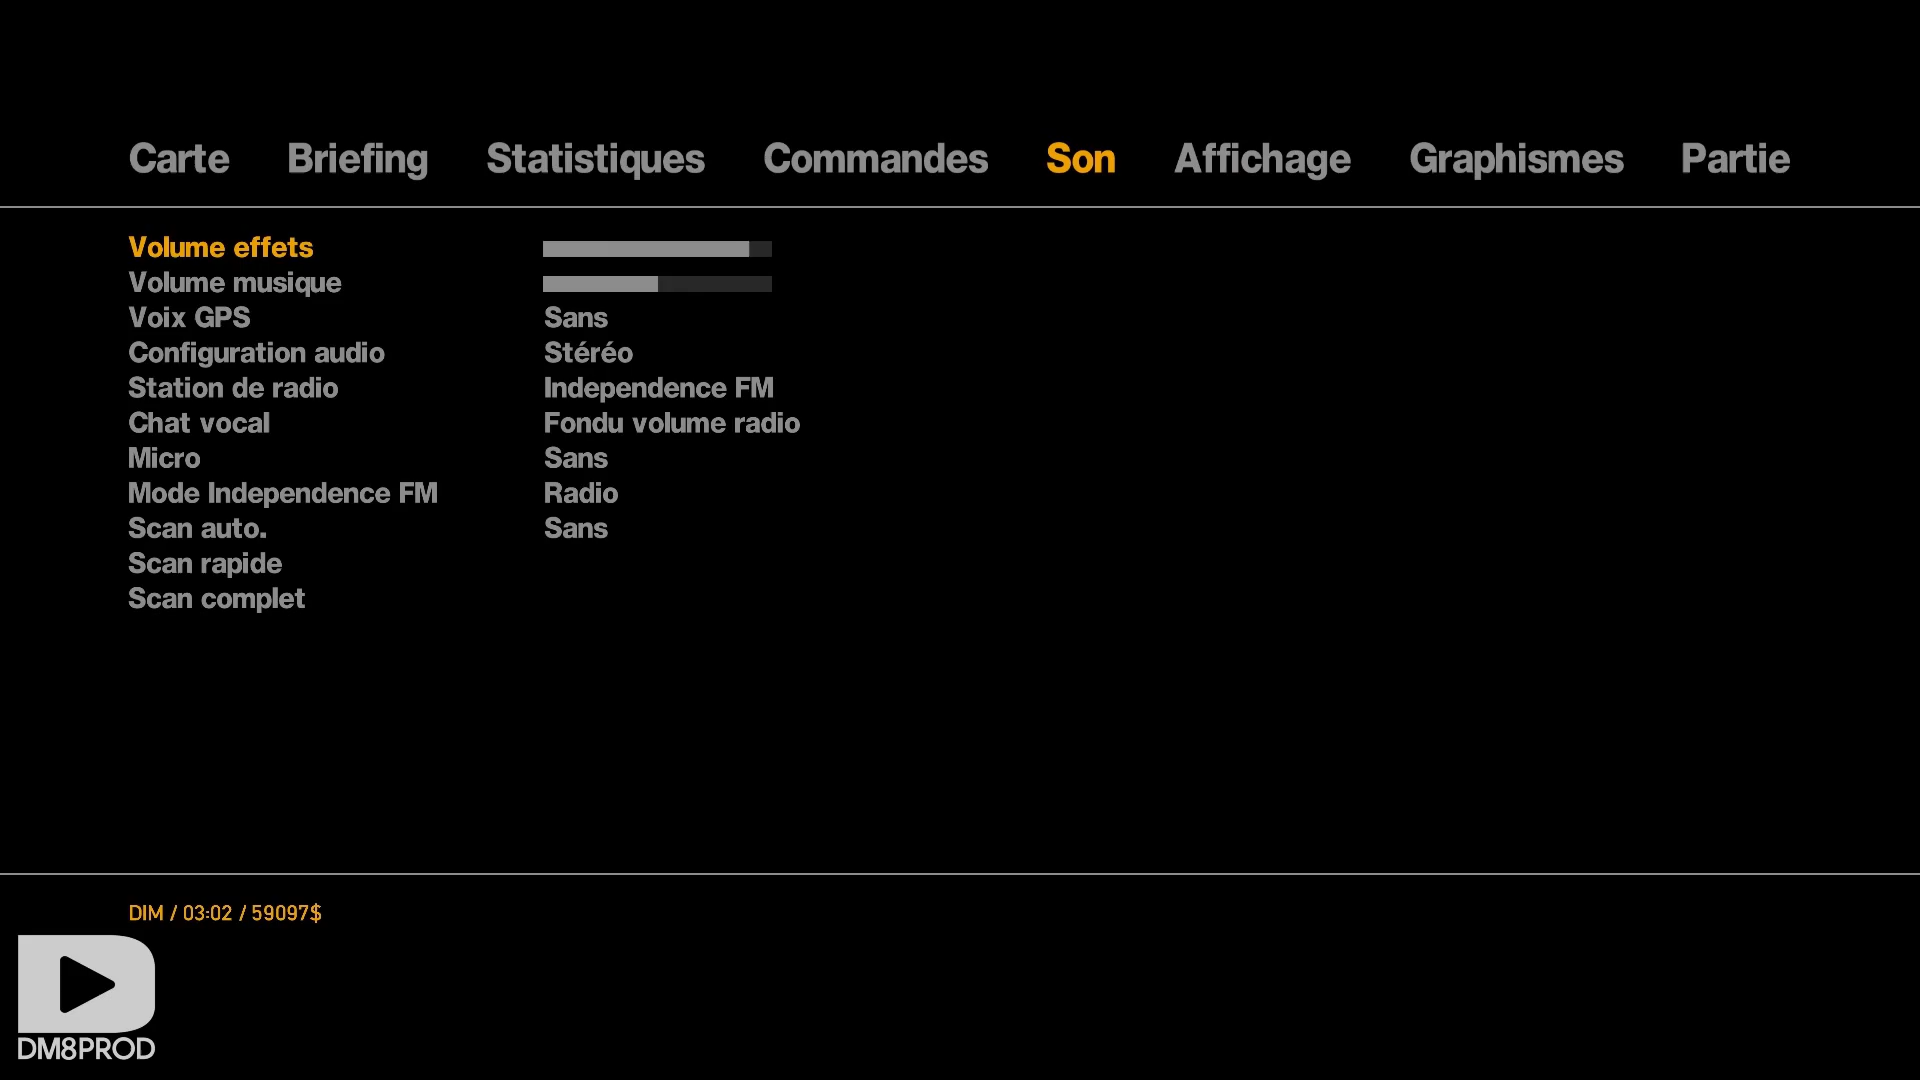 Carte Briefing Statistiques Commandes Son Affichage Graphismes Partie
Volume effets
Volume musique
Voix GPS Sans
Configuration audio Stéréo
Station de radio Independence FM
Chat vocal Fondu volume radio
Micro Sans
Mode Independence FM Radio
Scan auto. Sans
Scan rapide
Scan complet
DIM / 03:02 / 59097$
DM8PROD